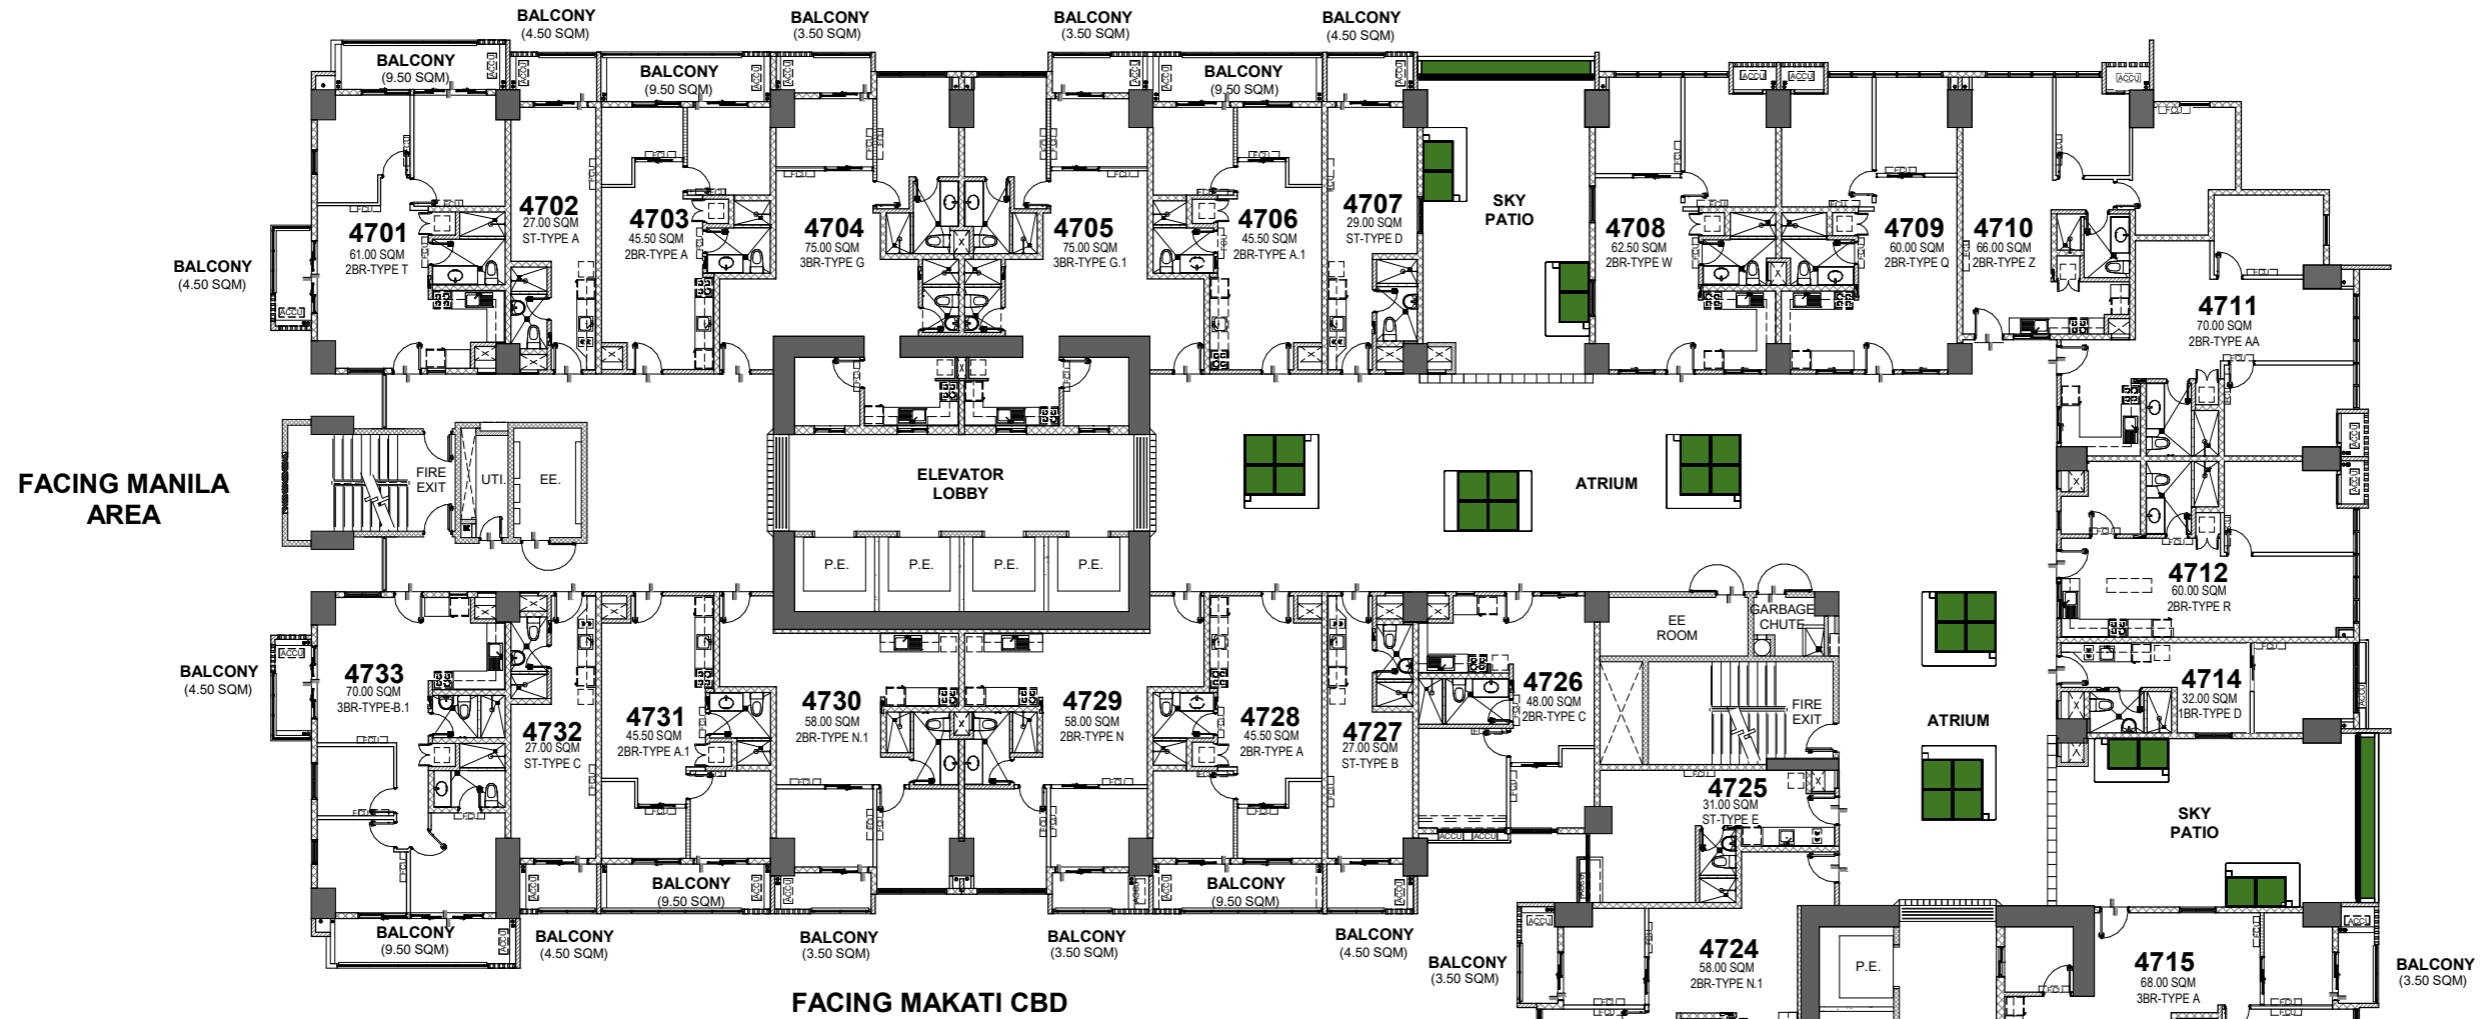 BALCONY
(4.50 SQM)
BALCONY
(3.50 SQM)
BALCONY
(3.50 SQM)
BALCONY
(4.50 SQM)
BALCONY
(9.50 SQM)
BALCONY
(9.50 SQM)
BALCONY
(9.50 SQM)
ACCU
ACCU
ACCU
4701
61.00 SQM
2BR-TYPE T
4702
27.00 SQM
ST-TYPE A
4703
45.50 SQM
2BR-TYPE A
4704
75.00 SQM
3BR-TYPE G
4705
75.00 SQM
3BR-TYPE G.1
4706
45.50 SQM
2BR-TYPE A.1
4707
29.00 SQM
ST-TYPE D
SKY
PATIO
4708
62.50 SQM
2BR-TYPE W
4709
60.00 SQM
2BR-TYPE Q
4710
66.00 SQM
2BR-TYPE Z
4711
70.00 SQM
2BR-TYPE AA
BALCONY
(4.50 SQM)
ACCU
FACING MANILA
AREA
FIRE
EXIT
UTI.
EE.
ELEVATOR
LOBBY
ATRIUM
P.E.
P.E.
P.E.
P.E.
4712
60.00 SQM
2BR-TYPE R
EE
ROOM
GARBAGE
CHUTE
4714
32.00 SQM
1BR-TYPE D
BALCONY
(4.50 SQM)
ACCU
4733
70.00 SQM
3BR-TYPE-B.1
4732
27.00 SQM
ST-TYPE C
4731
45.50 SQM
2BR-TYPE A.1
4730
58.00 SQM
2BR-TYPE N.1
4729
58.00 SQM
2BR-TYPE N
4728
45.50 SQM
2BR-TYPE A
4727
27.00 SQM
ST-TYPE B
4726
48.00 SQM
2BR-TYPE C
FIRE
EXIT
ATRIUM
4725
31.00 SQM
ST-TYPE E
SKY
PATIO
ACCU
ACCU
BALCONY
(9.50 SQM)
BALCONY
(9.50 SQM)
BALCONY
(9.50 SQM)
BALCONY
(4.50 SQM)
BALCONY
(3.50 SQM)
BALCONY
(3.50 SQM)
BALCONY
(4.50 SQM)
BALCONY
(3.50 SQM)
ACCU
4724
58.00 SQM
2BR-TYPE N.1
P.E.
4715
68.00 SQM
3BR-TYPE A
ACCU
BALCONY
(3.50 SQM)
FACING MAKATI CBD